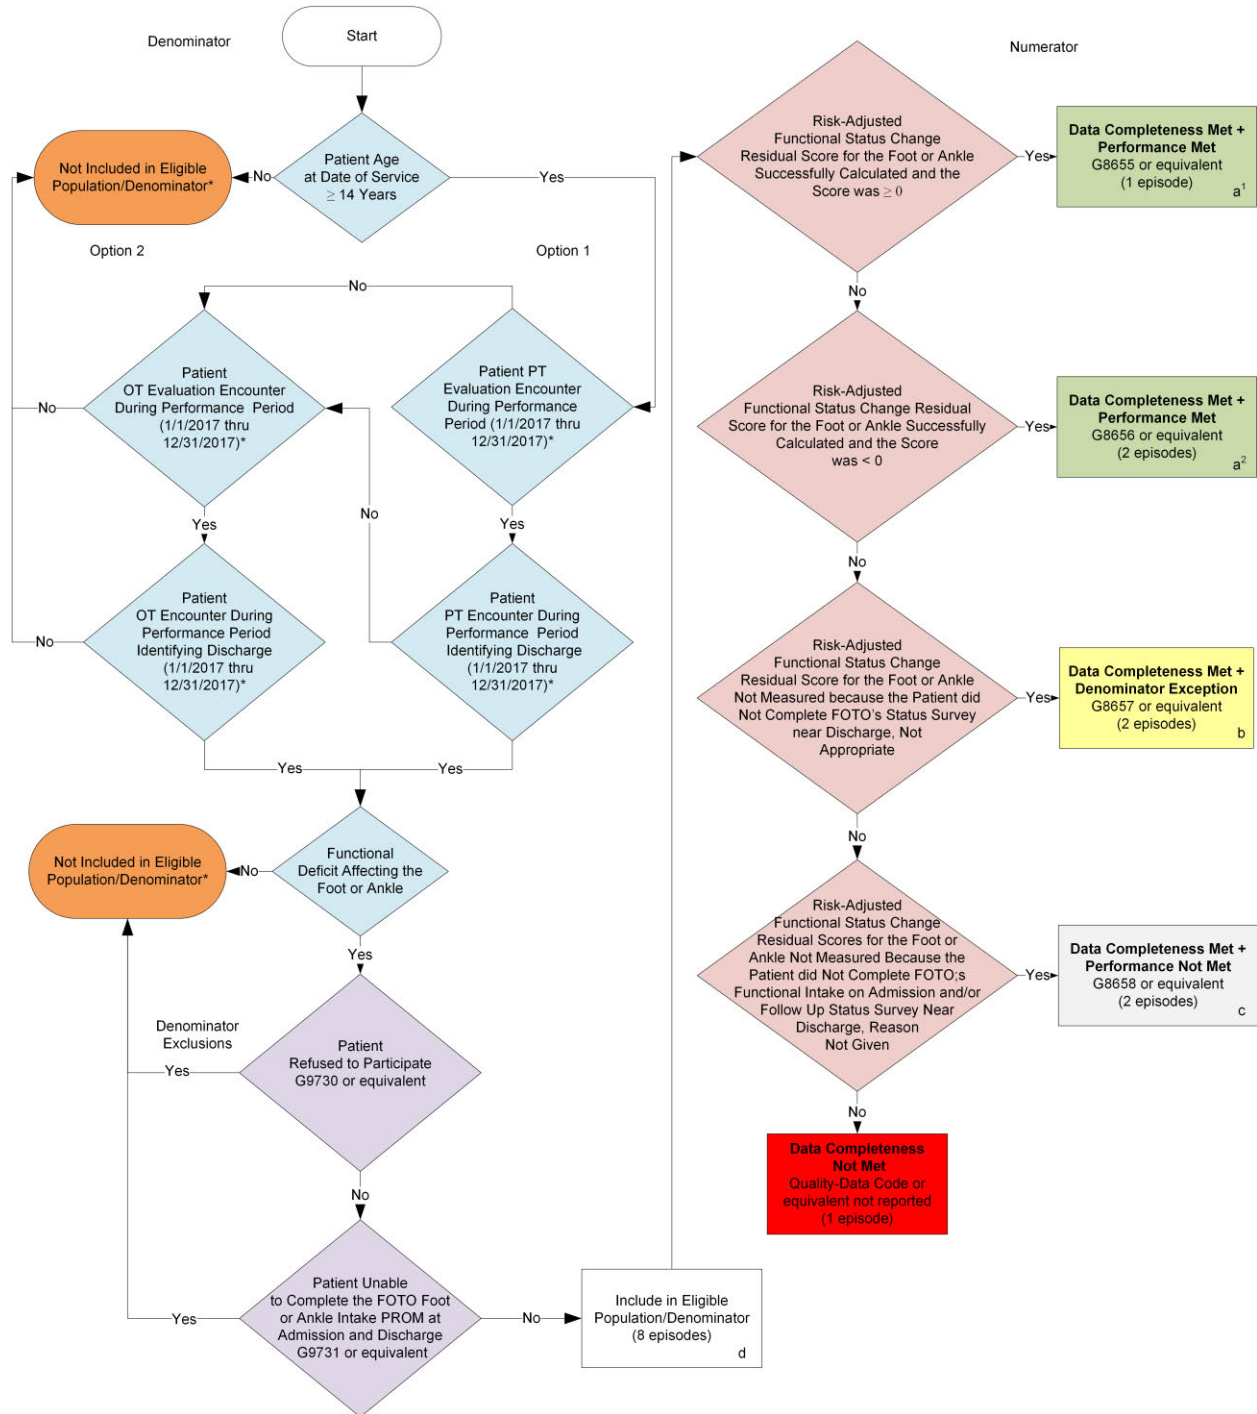 Denominator
Start
Numerator
Patient Age
at Date of Service
≥ 14 Years
No
Yes
Not Included in Eligible
Population/Denominator*
Option 2
Option 1
No
Patient
OT Evaluation Encounter
During Performance Period
(1/1/2017 thru
12/31/2017)*
No
Yes
Patient PT
Evaluation Encounter
During Performance
Period (1/1/2017 thru
12/31/2017)*
No
Yes
Patient
OT Encounter During
Performance Period
Identifying Discharge
(1/1/2017 thru
12/31/2017)*
No
Yes
Patient
PT Encounter During
Performance Period
Identifying Discharge
(1/1/2017 thru
12/31/2017)*
Yes
Not Included in Eligible
Population/Denominator*
No
Functional
Deficit Affecting the
Foot or Ankle
Yes
Denominator
Exclusions
Yes
Patient
Refused to Participate
G9730 or equivalent
No
Yes
Patient Unable
to Complete the FOTO Foot
or Ankle Intake PROM at
Admission and Discharge
G9731 or equivalent
No
Include in Eligible
Population/Denominator
(8 episodes)
d
Risk-Adjusted
Functional Status Change
Residual Score for the Foot or Ankle
Successfully Calculated and the
Score was ≥ 0
Yes
Data Completeness Met +
Performance Met
G8655 or equivalent
(1 episode)
a¹
No
Risk-Adjusted
Functional Status Change Residual
Score for the Foot or Ankle Successfully
Calculated and the Score
was < 0
Yes
Data Completeness Met +
Performance Met
G8656 or equivalent
(2 episodes)
a²
No
Risk-Adjusted
Functional Status Change
Residual Score for the Foot or Ankle
Not Measured because the Patient did
Not Complete FOTO's Status Survey
near Discharge, Not
Appropriate
Yes
Data Completeness Met +
Denominator Exception
G8657 or equivalent
(2 episodes)
b
No
Risk-Adjusted
Functional Status Change
Residual Scores for the Foot or
Ankle Not Measured Because the
Patient did Not Complete FOTO;s
Functional Intake on Admission and/or
Follow Up Status Survey Near
Discharge, Reason
Not Given
Yes
Data Completeness Met +
Performance Not Met
G8658 or equivalent
(2 episodes)
c
No
Data Completeness
Not Met
Quality-Data Code or
equivalent not reported
(1 episode)